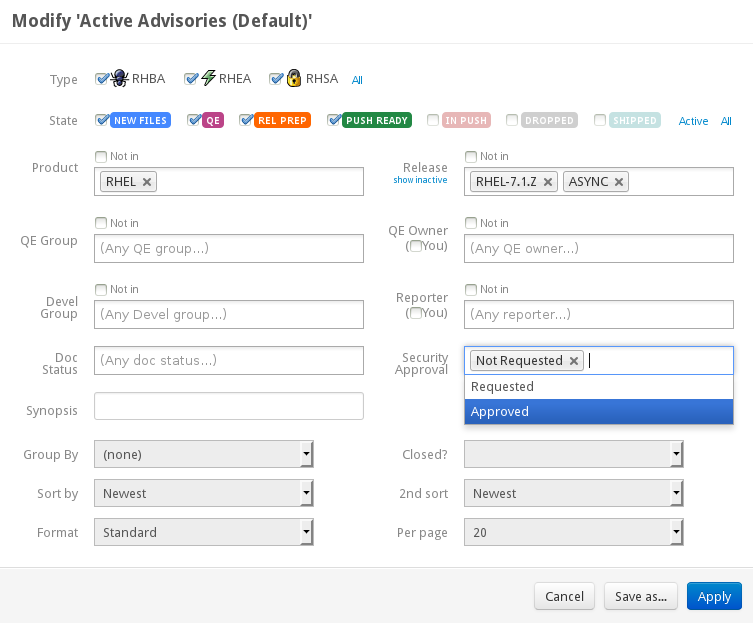 Modify 'Active Advisories (Default)'
Type RHBA RHEA RHSA All
State NEW FILES QE REL PREP PUSH READY IN PUSH DROPPED SHIPPED Active All
Not in Not in
Product RHEL Release RHEL-7.1.Z ASYNC
show inactive
Not in Not in
QE Group (Any QE group...) QE Owner (You) (Any QE owner...)
Not in Not in
Devel Group (Any Devel group...) Reporter (You) (Any reporter...)
Doc Status (Any doc status...) Security Approval Not Requested
Requested
Synopsis Approved
Group By (none) Closed?
Sort by Newest 2nd sort Newest
Format Standard Per page 20
Cancel Save as... Apply